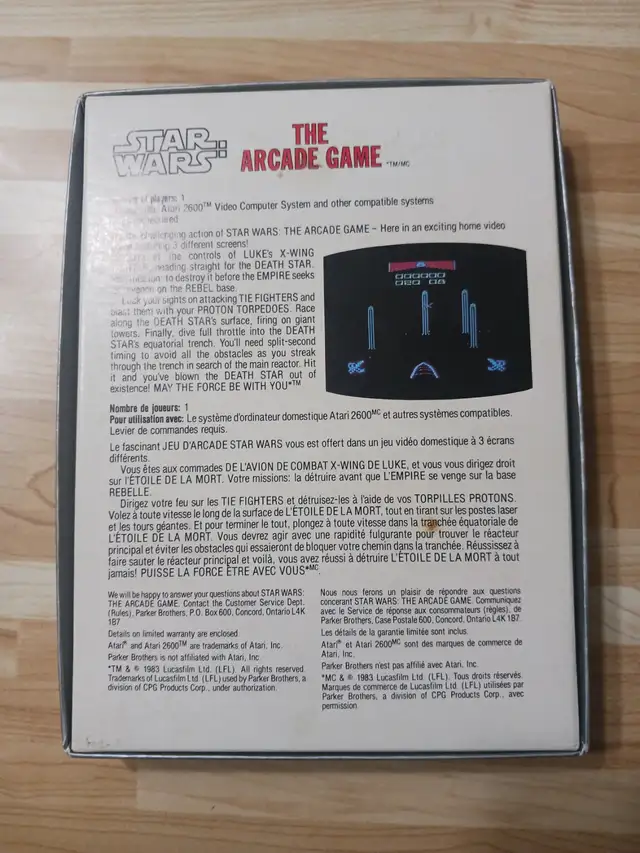 STAR WARS
THE
ARCADE GAME *TM/MC
of players: 1
Atari 2600™ Video Computer System and other compatible systems
required
challenging action of STAR WARS: THE ARCADE GAME – Here in an exciting home video
3 different screens!
at the controls of LUKE's X-WING
heading straight for the DEATH STAR.
to destroy it before the EMPIRE seeks
on the REBEL base.
Lock your sights on attacking TIE FIGHTERS and
blast them with your PROTON TORPEDOES. Race
along the DEATH STAR's surface, firing on giant
towers. Finally, dive full throttle into the DEATH
STAR's equatorial trench. You'll need split-second
timing to avoid all the obstacles as you streak
through the trench in search of the main reactor. Hit
it and you've blown the DEATH STAR out of
existence! MAY THE FORCE BE WITH YOU*™
Nombre de joueurs: 1
Pour utilisation avec: Le système d'ordinateur domestique Atari 2600MC et autres systèmes compatibles.
Levier de commandes requis.
Le fascinant JEU D'ARCADE STAR WARS vous est offert dans un jeu vidéo domestique à 3 écrans
différents.
Vous êtes aux commades DE L'AVION DE COMBAT X-WING DE LUKE, et vous vous dirigez droit
sur l'ÉTOILE DE LA MORT. Votre missions: la détruire avant que L'EMPIRE se venge sur la base
REBELLE.
Dirigez votre feu sur les TIE FIGHTERS et détruisez-les à l'aide de vos TORPILLES PROTONS.
Volez à toute vitesse le long de la surface de L'ÉTOILE DE LA MORT, tout en tirant sur les postes laser
et les tours géantes. Et pour terminer le tout, plongez à toute vitesse dans la tranchée équatoriale de
L'ÉTOILE DE LA MORT. Vous devrez agir avec une rapidité fulgurante pour trouver le réacteur
principal et éviter les obstacles qui essaieront de bloquer votre chemin dans la tranchée. Réussissez à
faire sauter le réacteur principal et voilà, vous avez réussi à détruire L'ÉTOILE DE LA MORT à tout
jamais! PUISSE LA FORCE ÊTRE AVEC VOUS*MC.
We will be happy to answer your questions about STAR WARS:
THE ARCADE GAME. Contact the Customer Service Dept.
(Rules), Parker Brothers, P.O. Box 600, Concord, Ontario L4K
1B7
Details on limited warranty are enclosed.
Atari® and Atari 2600™ are trademarks of Atari, Inc.
Parker Brothers is not affiliated with Atari, Inc.
*TM & © 1983 Lucasfilm Ltd. (LFL). All rights reserved.
Trademarks of Lucasfilm Ltd. (LFL) used by Parker Brothers, a
division of CPG Products Corp., under authorization.
Nous nous ferons un plaisir de répondre aux questions
concerant STAR WARS: THE ARCADE GAME. Communiquez
avec le Service de réponse aux consommateurs (règles), de
Parker Brothers, Case Postale 600, Concord, Ontario L4K 1B7.
Les détails de la garantie limitée sont inclus.
Atari® et Atari 2600MC sont des marques de commerce de
Atari, Inc.
Parker Brothers n'est pas affilié avec Atari, Inc.
*MC & © 1983 Lucasfilm Ltd. (LFL). Tous droits réservés.
Marques de commerce de Lucasfilm Ltd. (LFL) utilisées par
Parker Brothers, a division of CPG Products Corp., avec
permission.